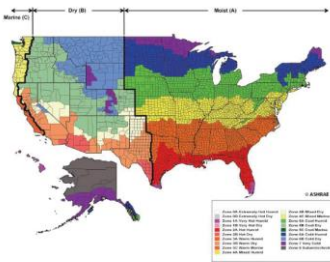 Marine (C)
Dry (B)
Moist (A)
© ASHRAE
Zone 0A Extremely Hot Humid
Zone 0B Extremely Hot Dry
Zone 1A Very Hot Humid
Zone 1B Very Hot Dry
Zone 2A Hot Humid
Zone 2B Hot Dry
Zone 3A Warm Humid
Zone 3B Warm Dry
Zone 3C Warm Marine
Zone 4A Mixed Humid
Zone 4B Mixed Dry
Zone 4C Mixed Marine
Zone 5A Cool Humid
Zone 5B Cool Dry
Zone 5C Cool Marine
Zone 6A Cold Humid
Zone 6B Cold Dry
Zone 7 Very Cold
Zone 8 Subarctic/Arctic